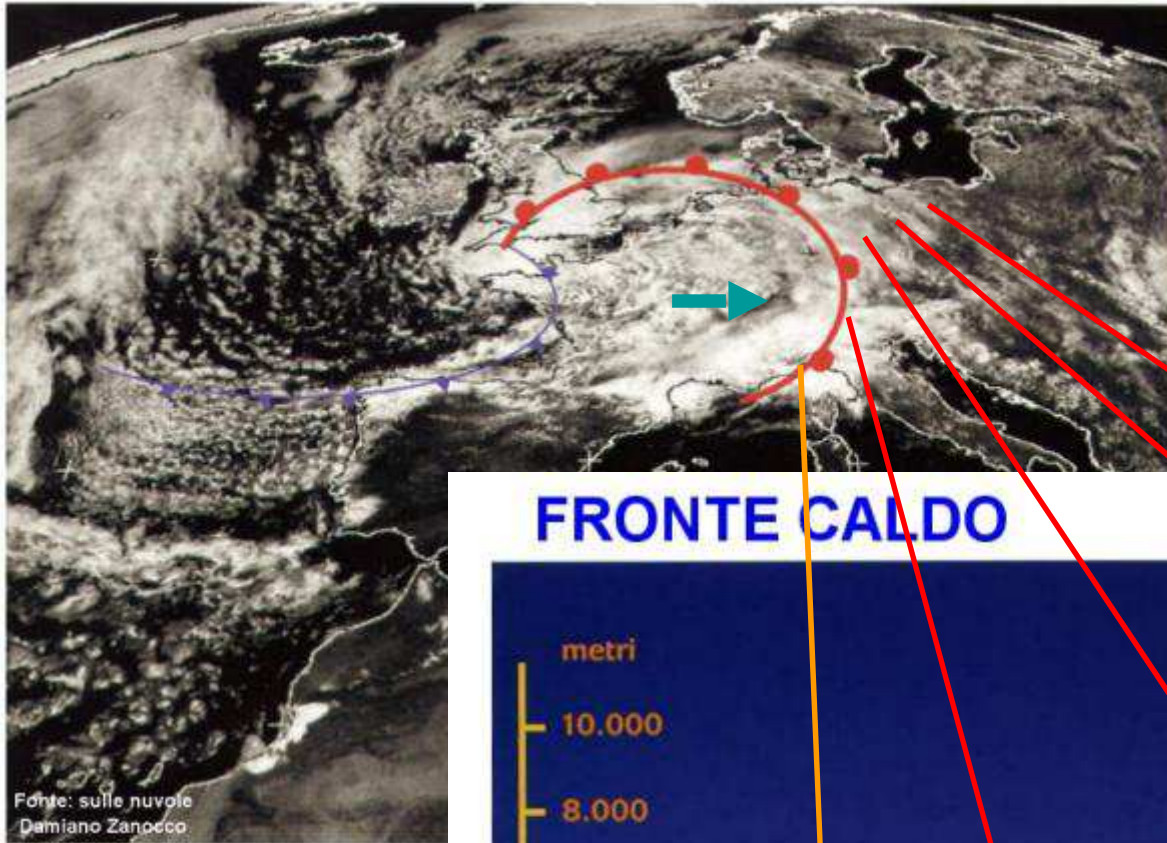 FRONTE CALDO
metri
10.000
8.000
Fonte: sulle nuvole
Damiano Zanocco